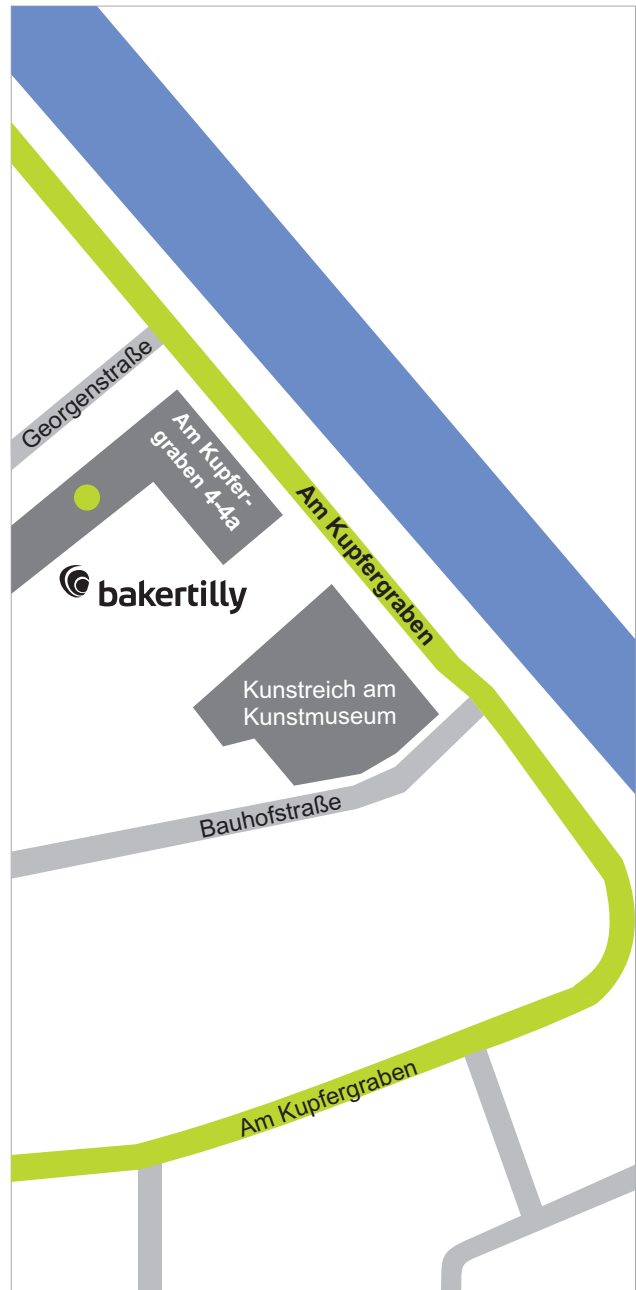 Georgenstraße
Am Kupfer-
graben 4-4a
Am Kupfergraben
bakertilly
Kunstreich am
Kunstmuseum
Bauhofstraße
Am Kupfergraben